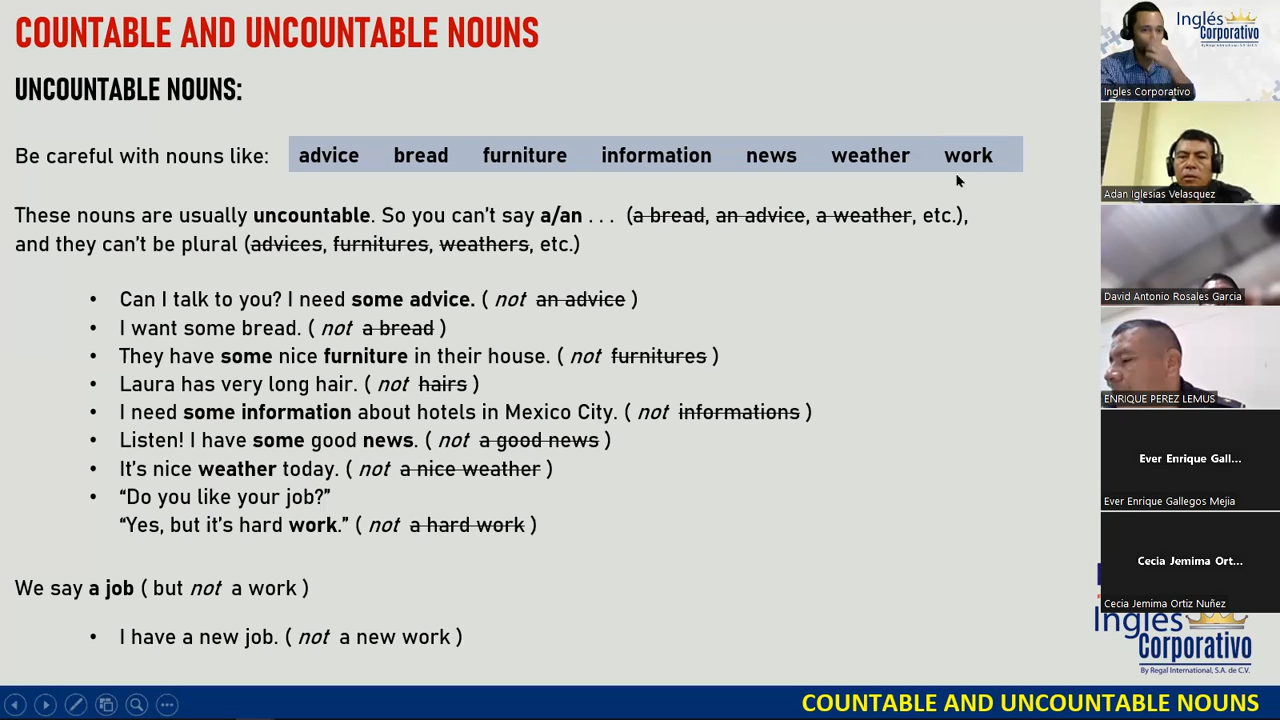 COUNTABLE AND UNCOUNTABLE NOUNS
UNCOUNTABLE NOUNS:
Be careful with nouns like: advice bread furniture information news weather work
These nouns are usually uncountable. So you can't say a/an . . . (a bread, an advice, a weather, etc.),
and they can't be plural (advices, furnitures, weathers, etc.)
• Can I talk to you? I need some advice. ( not an advice )
• I want some bread. ( not a bread )
• They have some nice furniture in their house. ( not furnitures )
• Laura has very long hair. ( not hairs )
• I need some information about hotels in Mexico City. ( not informations )
• Listen! I have some good news. ( not a good news )
• It's nice weather today. ( not a nice weather )
• “Do you like your job?”
“Yes, but it's hard work.” ( not a hard work )
We say a job ( but not a work )
• I have a new job. ( not a new work )
COUNTABLE AND UNCOUNTABLE NOUNS
Inglés
Corporativo
Ingles Corporativo
Adan Iglesias Velasquez
David Antonio Rosales Garcia
ENRIQUE PEREZ LEMUS
Ever Enrique Gall...
Ever Enrique Gallegos Mejia
Cecia Jemima Ort...
Cecia Jemima Ortiz Nuñez
Inglés
Corporativo
By Regal International, S.A. de C.V.